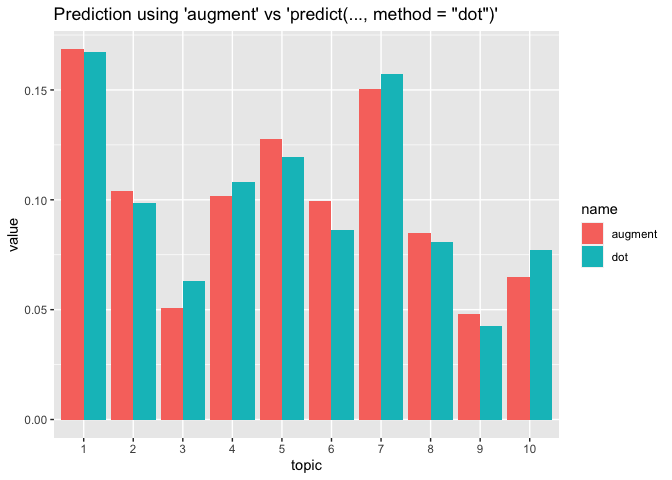 Prediction using 'augment' vs 'predict(..., method = "dot")'
0.15
0.10
0.05
0.00
value
1 2 3 4 5 6 7 8 9 10
topic
name
augment
dot